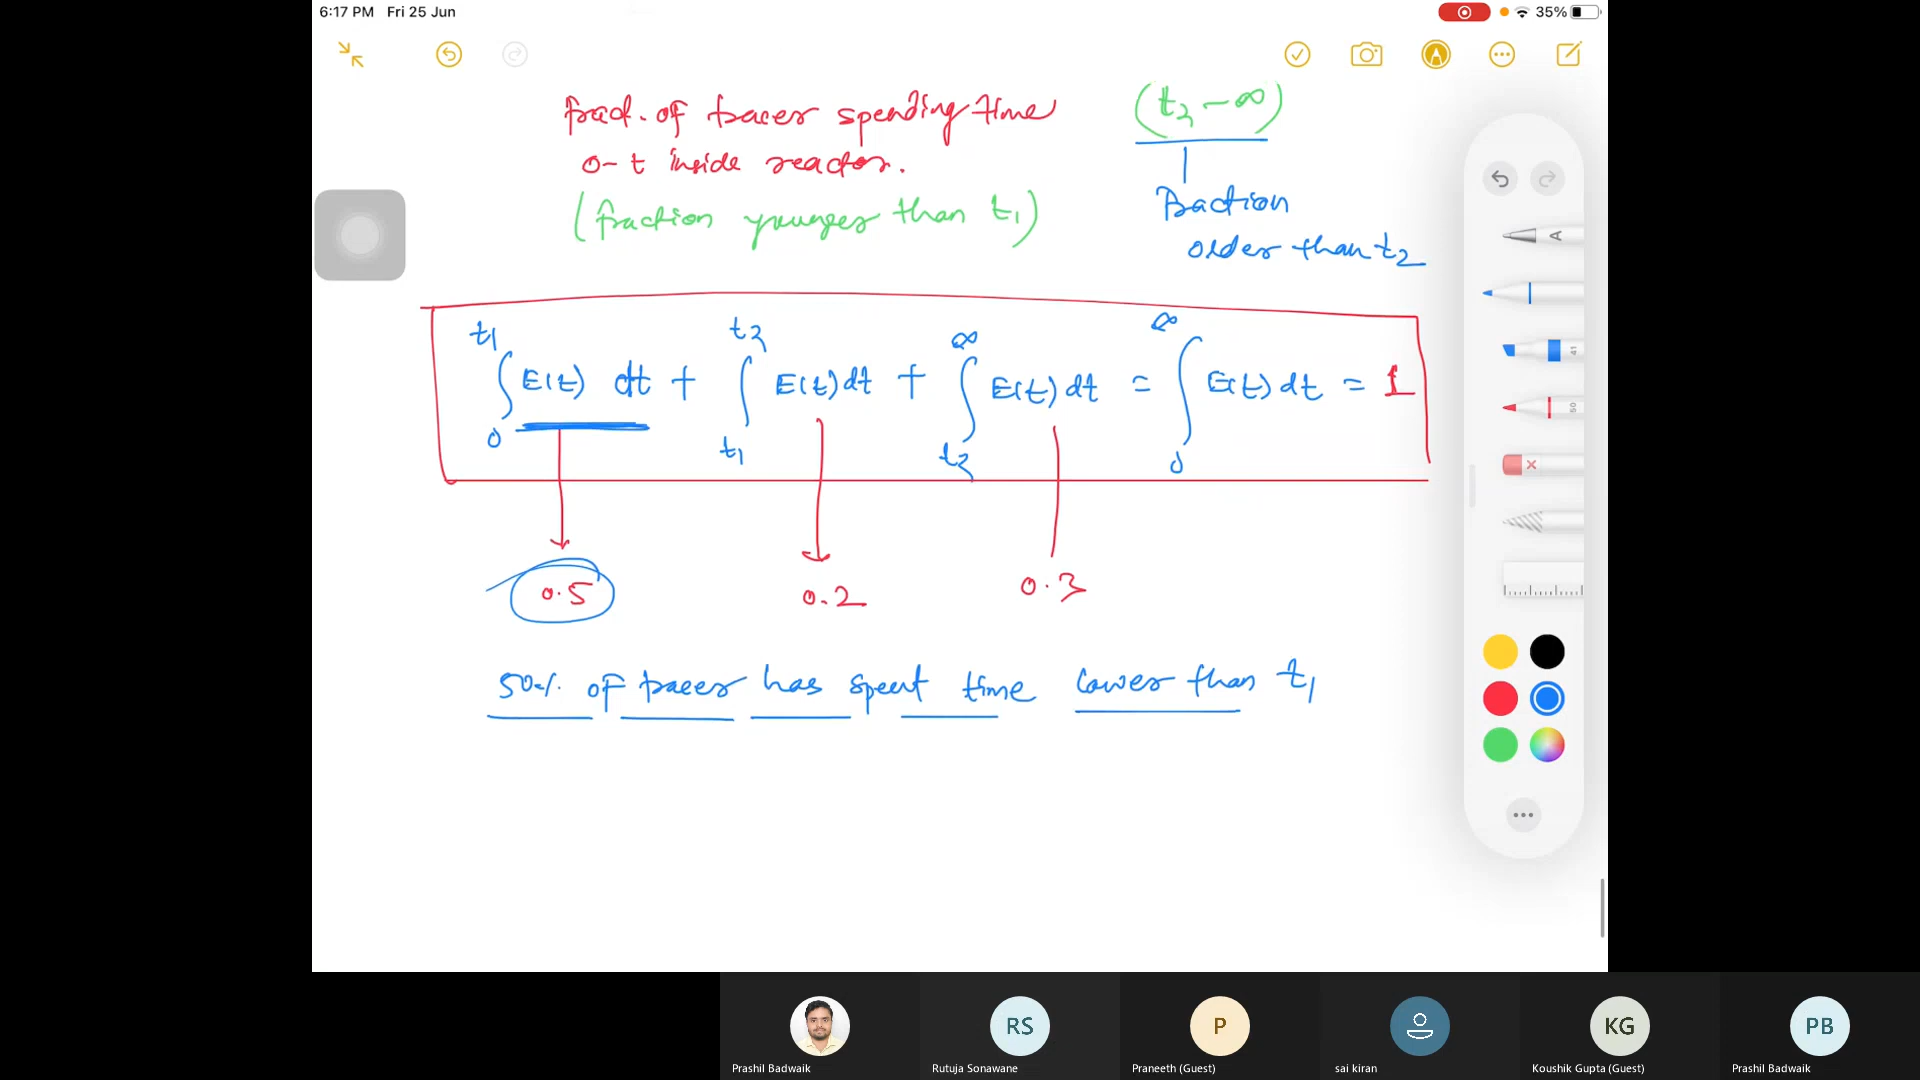 6:17 PM Fri 25 Jun
35%
fract. of tracer spending time
0-t inside reactor.
(fraction younger than t₁)
(t₂ - ∞)
Fraction
older than t₂
∫₀^t₁ E(t) dt + ∫t₁^t₂ E(t) dt + ∫t₂^∞ E(t) dt = ∫₀^∞ E(t) dt = 1
0.5 0.2 0.3
50% of tracer has spent time lower than t₁
A
41
50
RS P KG PB
Prashil Badwaik Rutuja Sonawane Praneeth (Guest) sai kiran Koushik Gupta (Guest) Prashil Badwaik